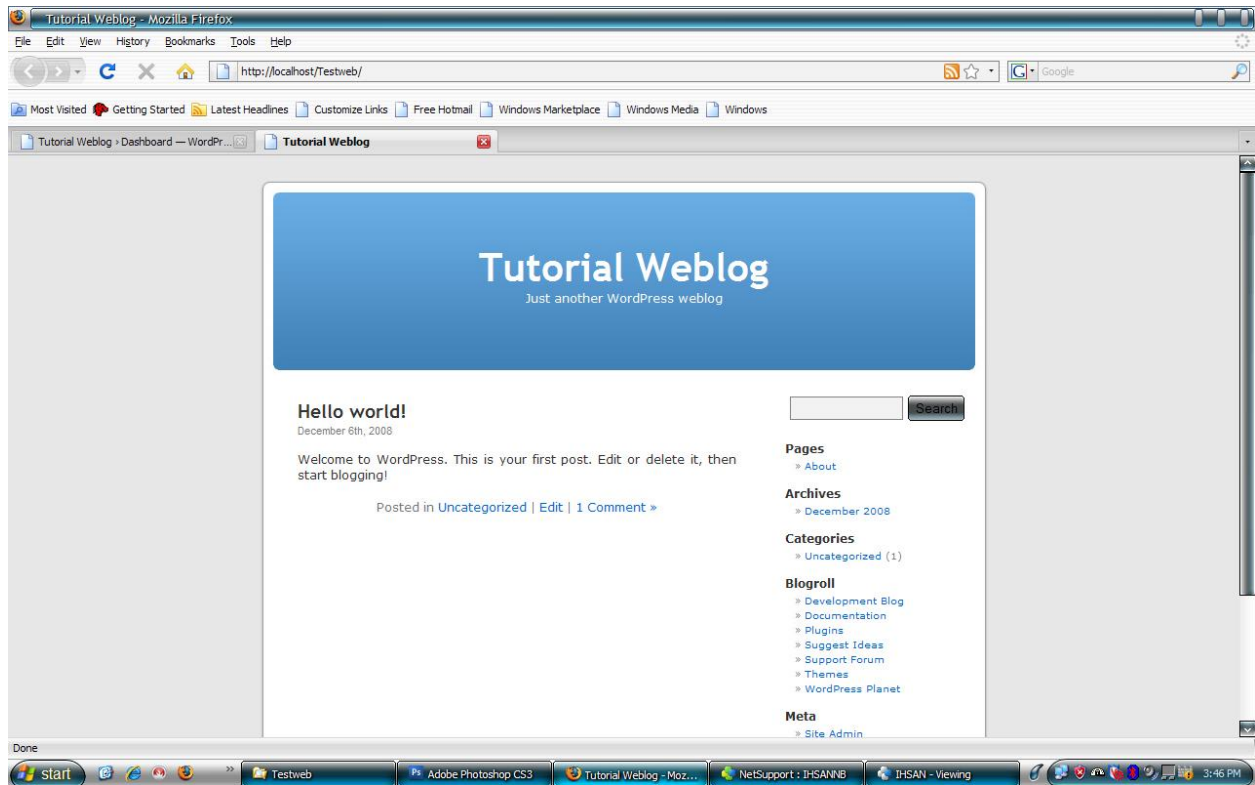 Tutorial Weblog - Mozilla Firefox
File Edit View History Bookmarks Tools Help
http://localhost/Testweb/
G Google
Most Visited Getting Started Latest Headlines Customize Links Free Hotmail Windows Marketplace Windows Media Windows
Tutorial Weblog › Dashboard — WordPr... Tutorial Weblog
Tutorial Weblog
Just another WordPress weblog
Hello world!
December 6th, 2008
Welcome to WordPress. This is your first post. Edit or delete it, then
start blogging!
Posted in Uncategorized | Edit | 1 Comment »
Search
Pages
» About
Archives
» December 2008
Categories
» Uncategorized (1)
Blogroll
» Development Blog
» Documentation
» Plugins
» Suggest Ideas
» Support Forum
» Themes
» WordPress Planet
Meta
» Site Admin
Done
start » Testweb Ps Adobe Photoshop CS3 Tutorial Weblog - Moz... NetSupport : IHSANNB IHSAN - Viewing 3:46 PM